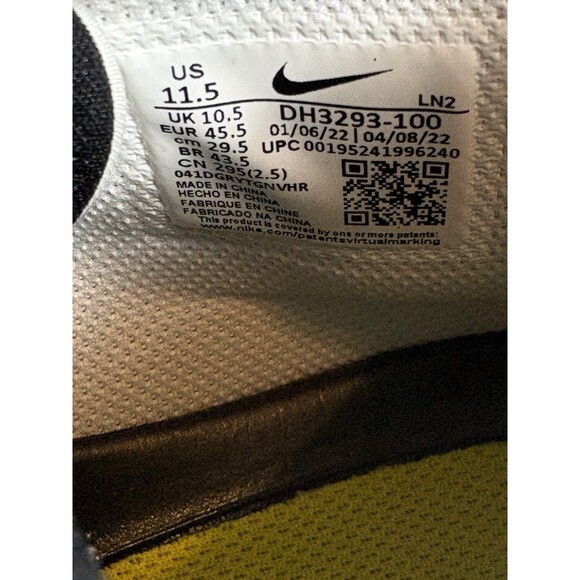 US
11.5
LN2
UK 10.5
DH3293-100
EUR 45.5
01/06/22 | 04/08/22
cm 29.5
UPC 00195241996240
BR 43.5
CN 295(2.5)
041DGRYTGNVHR
MADE IN CHINA
HECHO EN CHINA
FABRIQUE EN CHINE
FABRICADO NA CHINA
This product is covered by one or more patents:
www.nike.com/patentsvirtualmarking